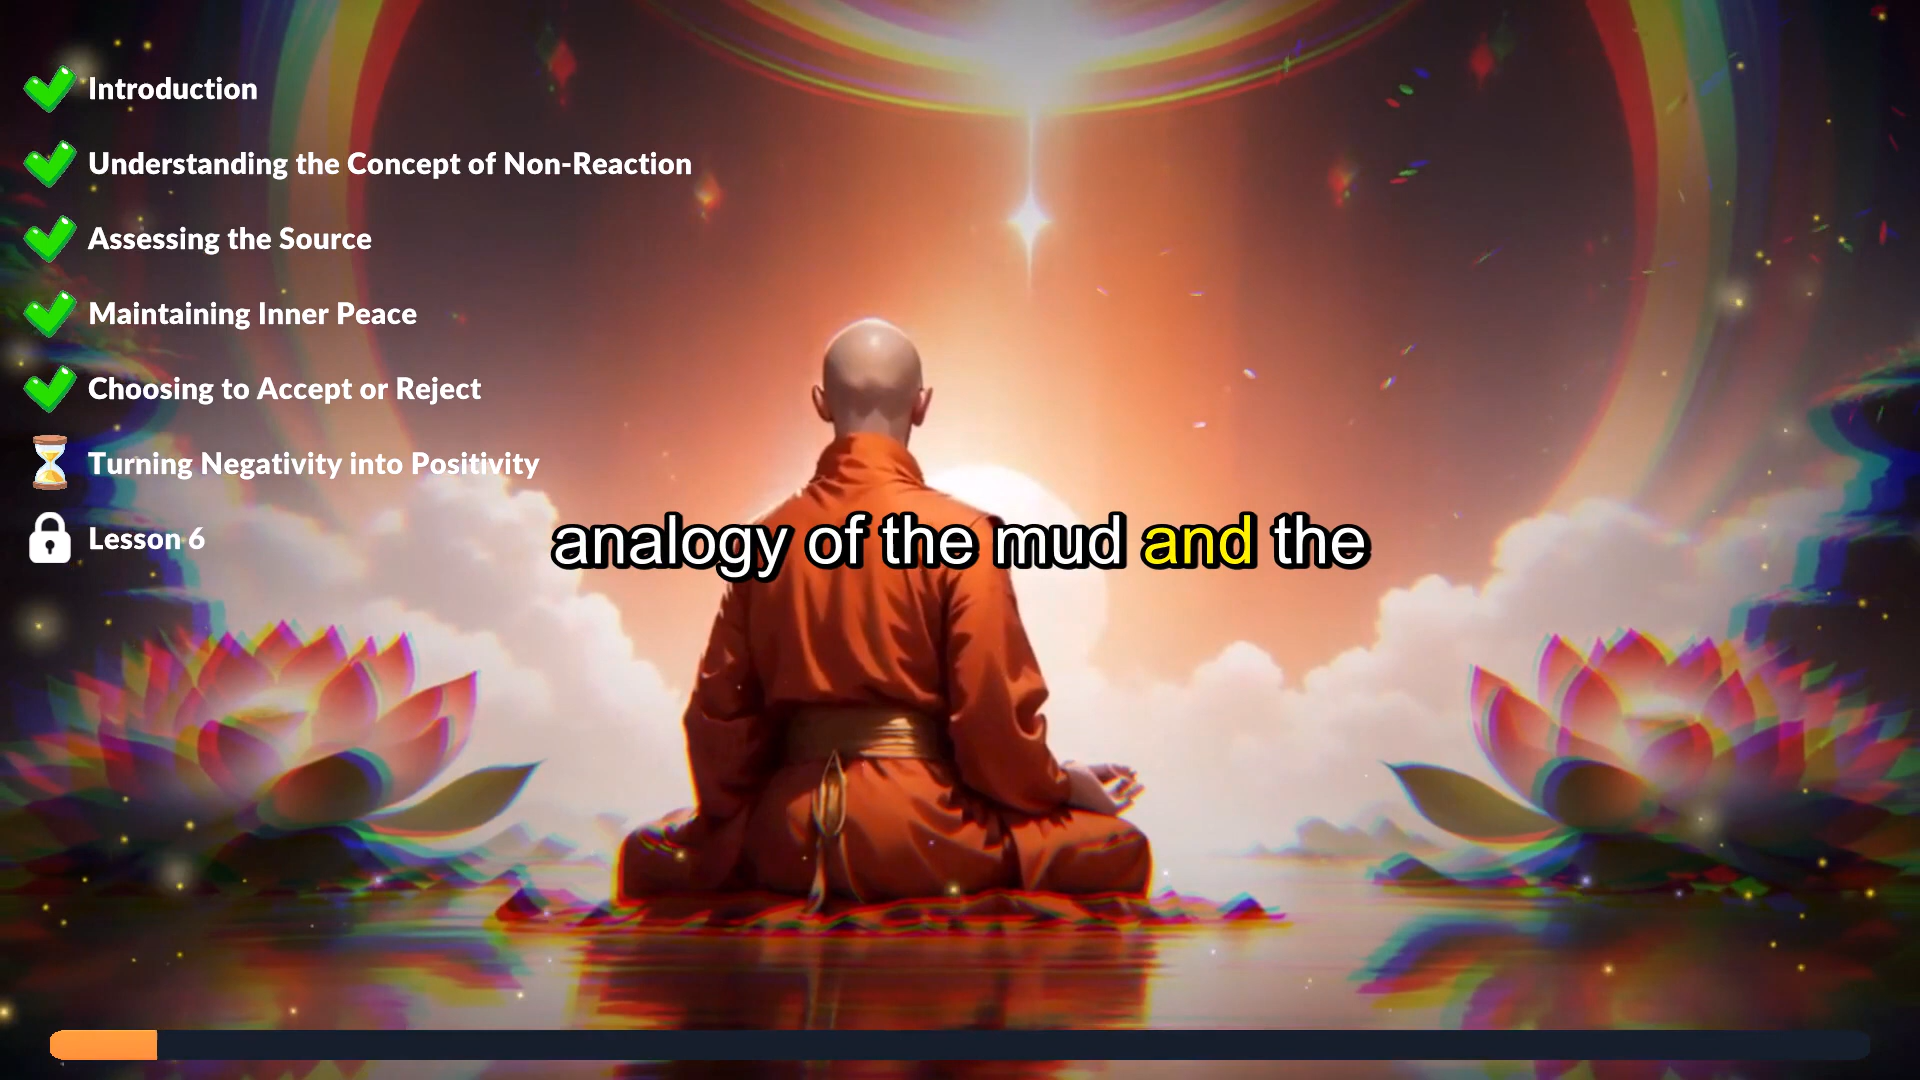 Introduction
Understanding the Concept of Non-Reaction
Assessing the Source
Maintaining Inner Peace
Choosing to Accept or Reject
Turning Negativity into Positivity
Lesson 6
analogy of the mud and the